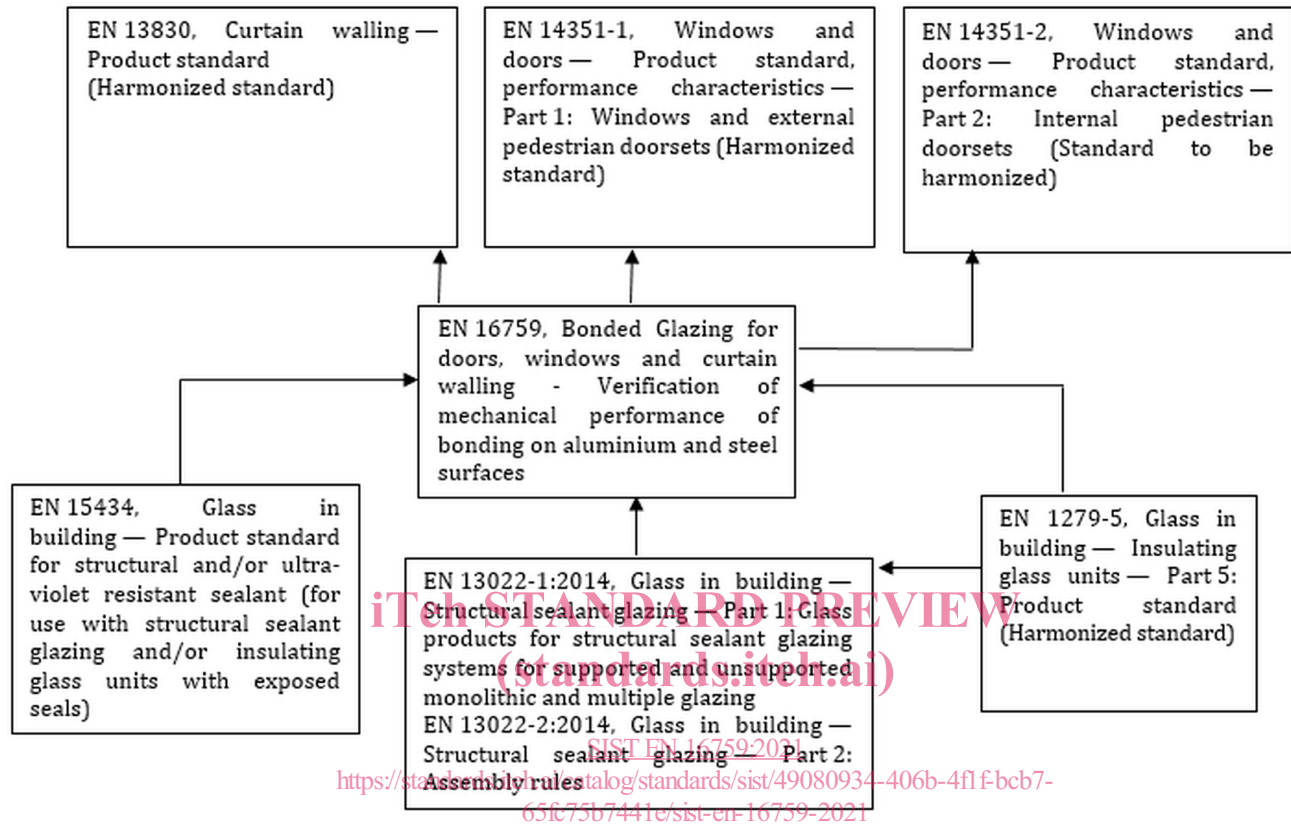 EN 13830, Curtain walling —
Product standard
(Harmonized standard)
EN 14351-1, Windows and
doors — Product standard,
performance characteristics —
Part 1: Windows and external
pedestrian doorsets (Harmonized
standard)
EN 14351-2, Windows and
doors — Product standard,
performance characteristics —
Part 2: Internal pedestrian
doorsets (Standard to be
harmonized)
EN 16759, Bonded Glazing for
doors, windows and curtain
walling - Verification of
mechanical performance of
bonding on aluminium and steel
surfaces
EN 15434, Glass in
building — Product standard
for structural and/or ultra-
violet resistant sealant (for
use with structural sealant
glazing and/or insulating
glass units with exposed
seals)
EN 13022-1:2014, Glass in building —
Structural sealant glazing — Part 1: Glass
products for structural sealant glazing
systems for supported and unsupported
monolithic and multiple glazing
EN 13022-2:2014, Glass in building —
Structural sealant glazing — Part 2:
Assembly rules
EN 1279-5, Glass in
building — Insulating
glass units — Part 5:
Product standard
(Harmonized standard)
iTeh STANDARD PREVIEW
(standards.iteh.ai)
SIST EN 16759:2021
https://standards.iteh.ai/catalog/standards/sist/49080934-406b-4f1f-bcb7-
65fc75b7441e/sist-en-16759-2021